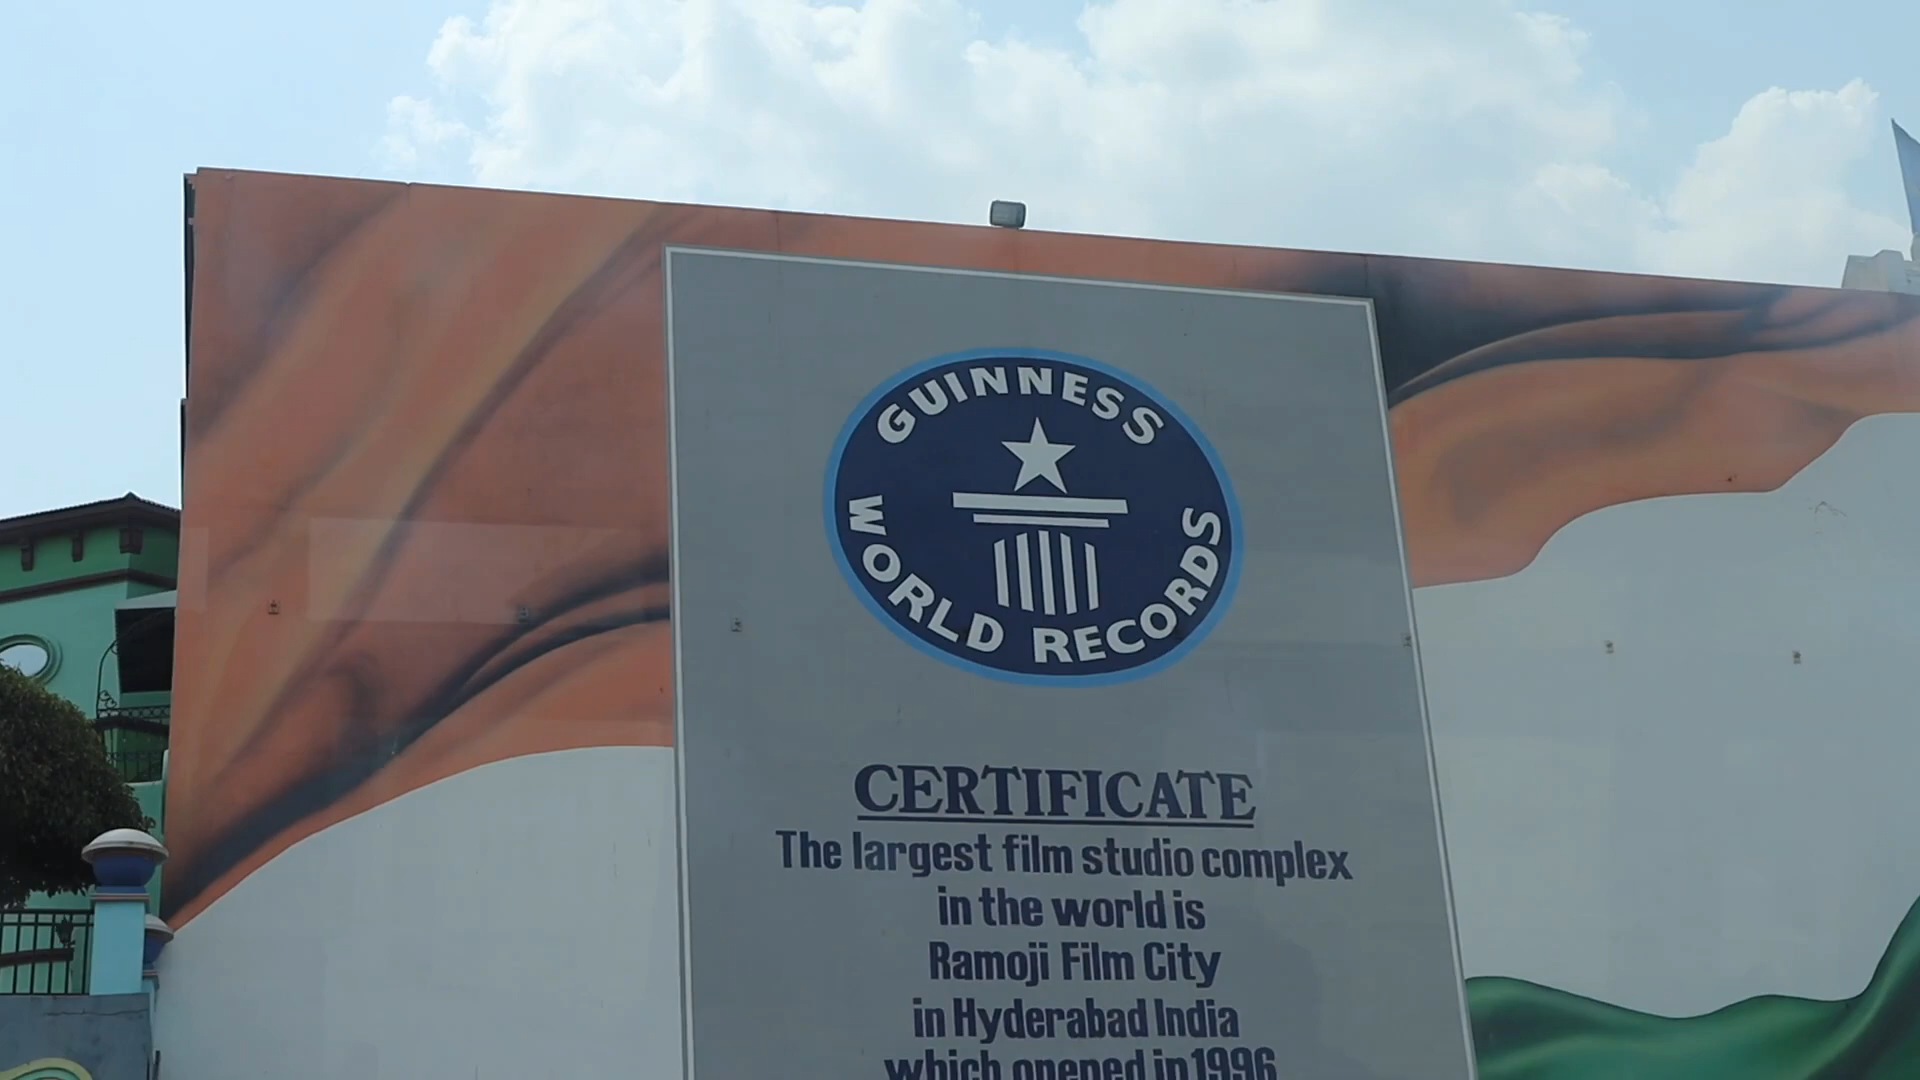 GUINNESS
WORLD RECORDS
CERTIFICATE
The largest film studio complex
in the world is
Ramoji Film City
in Hyderabad India
which opened in 1996